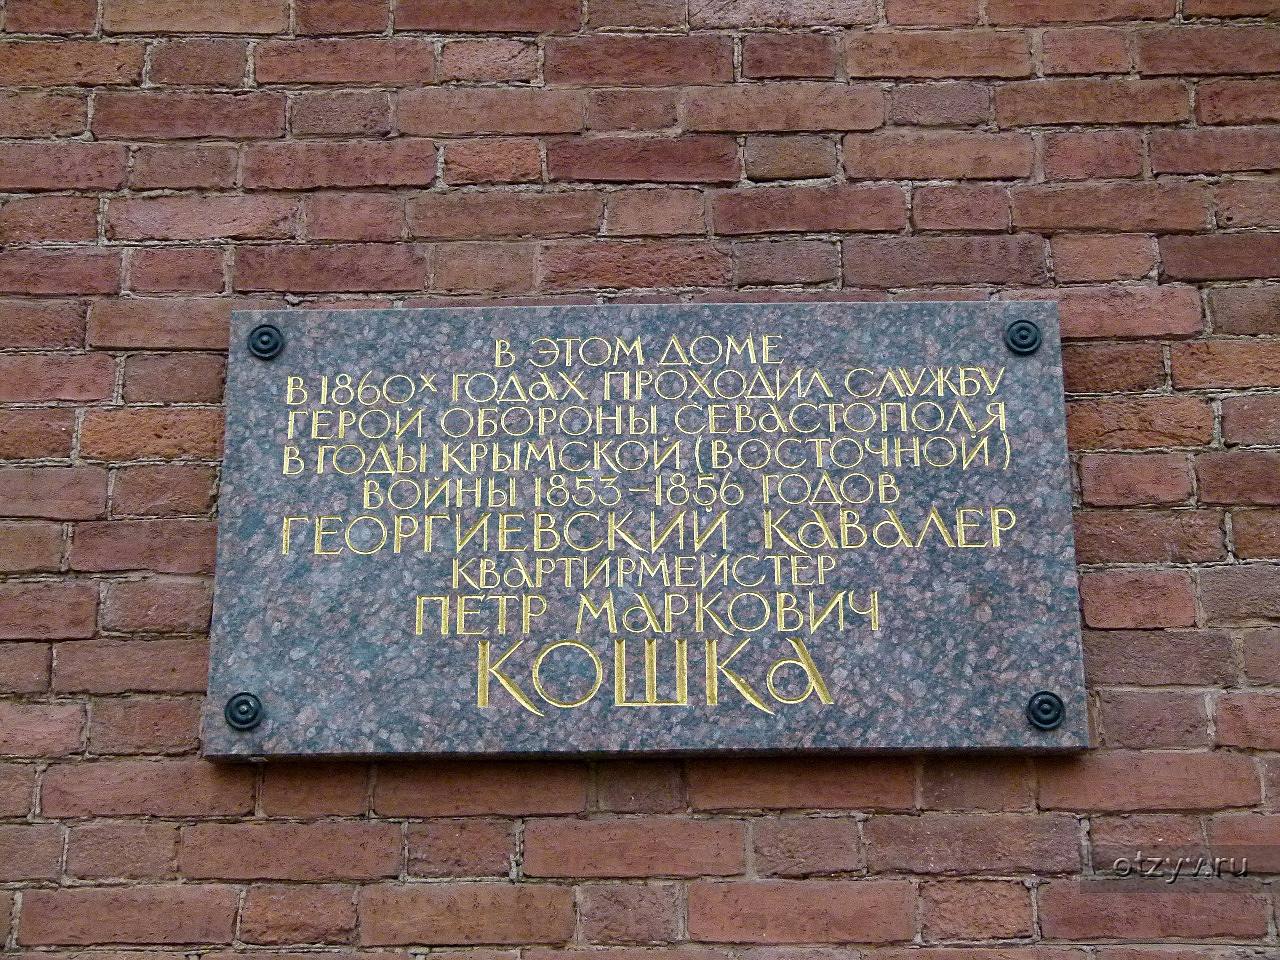 В ЭТОМ ДОМЕ
В 1860х ГОДАХ ПРОХОДИЛ СЛУЖБУ
ГЕРОЙ ОБОРОНЫ СЕВАСТОПОЛЯ
В ГОДЫ КРЫМСКОЙ (ВОСТОЧНОЙ)
ВОЙНЫ 1853-1856 ГОДОВ
ГЕОРГИЕВСКИЙ КАВАЛЕР
КВАРТИРМЕЙСТЕР
ПЁТР МАРКОВИЧ
КОШКА
otzyv.ru